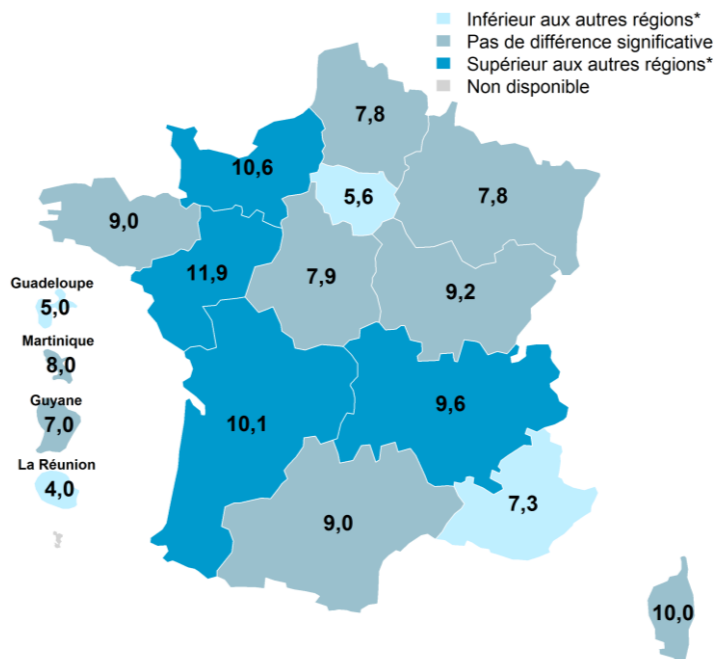 Inférieur aux autres régions*
Pas de différence significative
Supérieur aux autres régions*
Non disponible
7,8
10,6
5,6
7,8
9,0
11,9
7,9
9,2
Guadeloupe
5,0
Martinique
8,0
Guyane
7,0
La Réunion
4,0
10,1
9,6
9,0
7,3
10,0